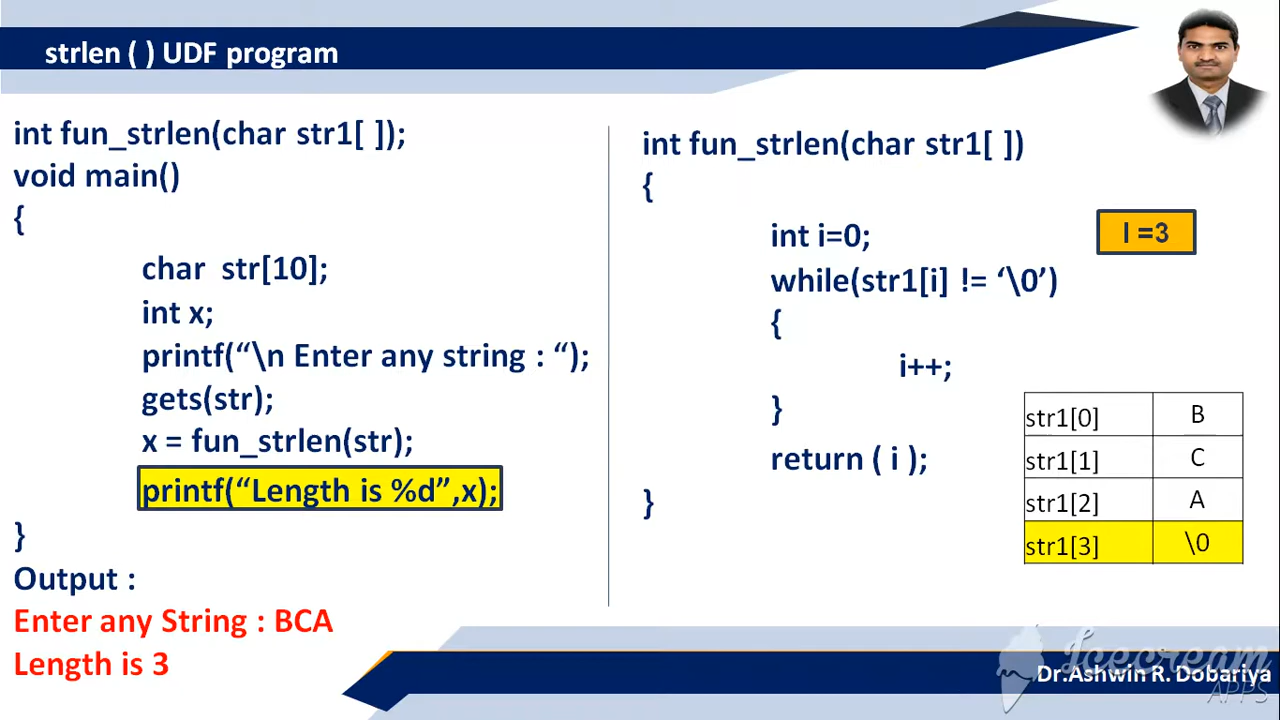 strlen ( ) UDF program
int fun_strlen(char str1[ ]);
void main()
{
char str[10];
int x;
printf(“\n Enter any string : “);
gets(str);
x = fun_strlen(str);
printf(“Length is %d”,x);
}
Output :
Enter any String : BCA
Length is 3
int fun_strlen(char str1[ ])
{
int i=0;
while(str1[i] != ‘\0’)
{
i++;
}
return ( i );
}
I =3
str1[0] B
str1[1] C
str1[2] A
str1[3] \0
Icecream
APPS
Dr.Ashwin R. Dobariya